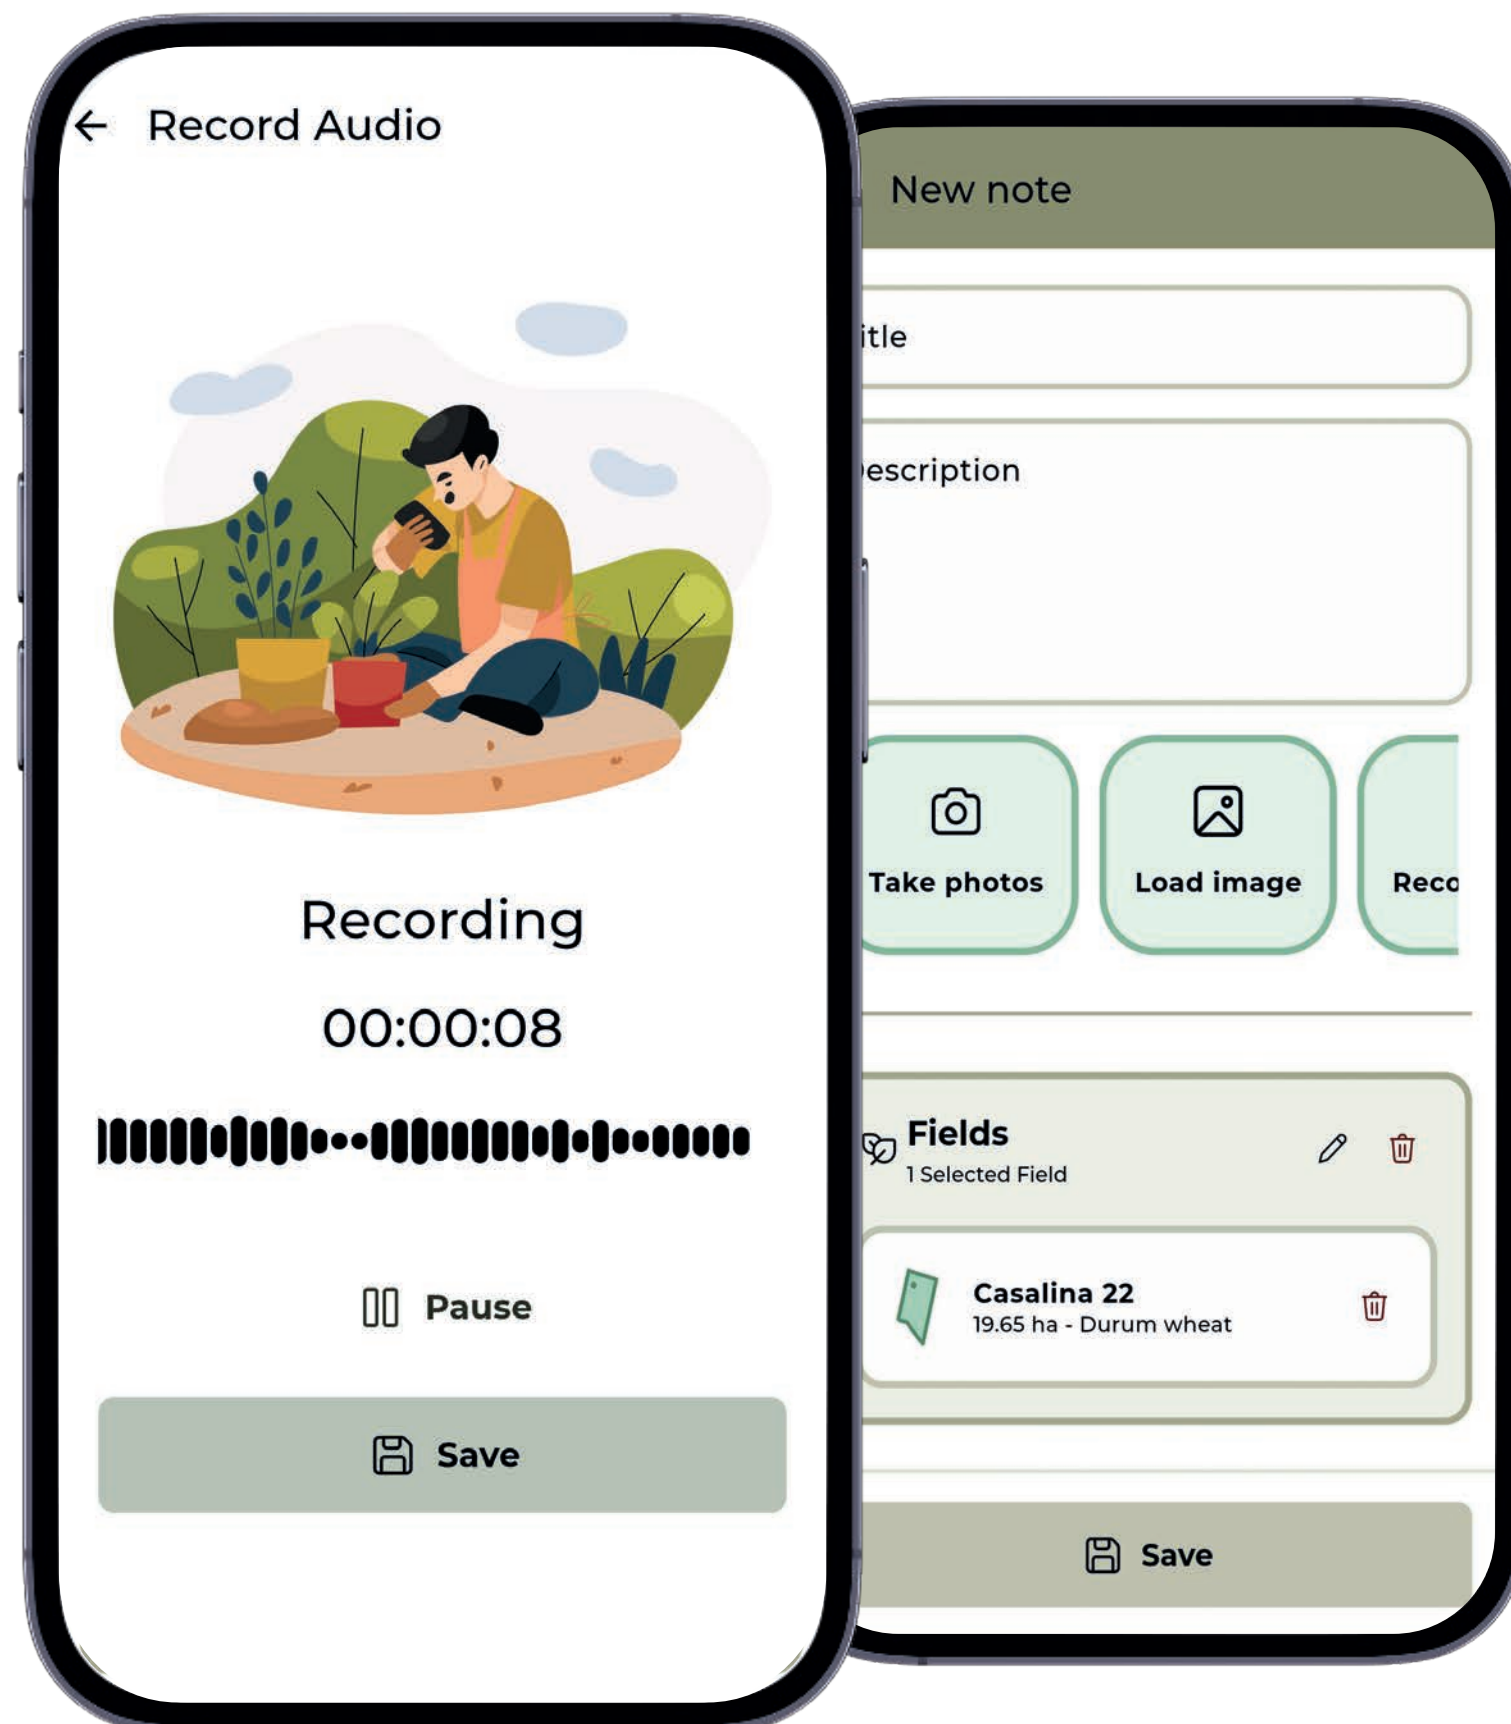 Record Audio
Recording
00:00:08
Pause
Save
New note
itle
escription
Take photos
Load image
Reco
Fields
1 Selected Field
Casalina 22
19.65 ha - Durum wheat
Save